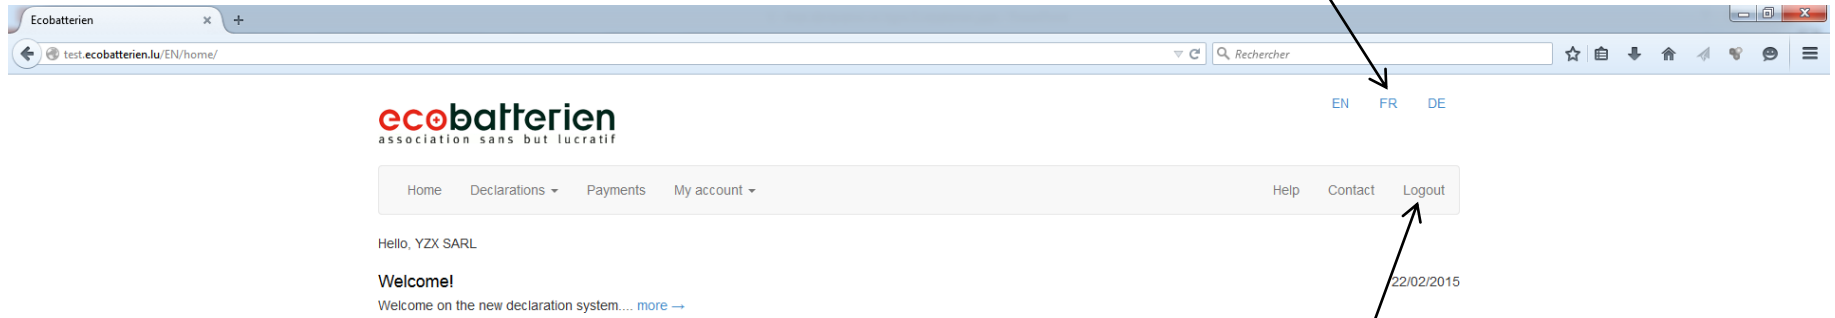 Ecobatterien
test.ecobatterien.lu/EN/home/
Rechercher
EN FR DE
ecobatterien
association sans but lucratif
Home Declarations Payments My account Help Contact Logout
Hello, YZX SARL
Welcome! 22/02/2015
Welcome on the new declaration system.... more →